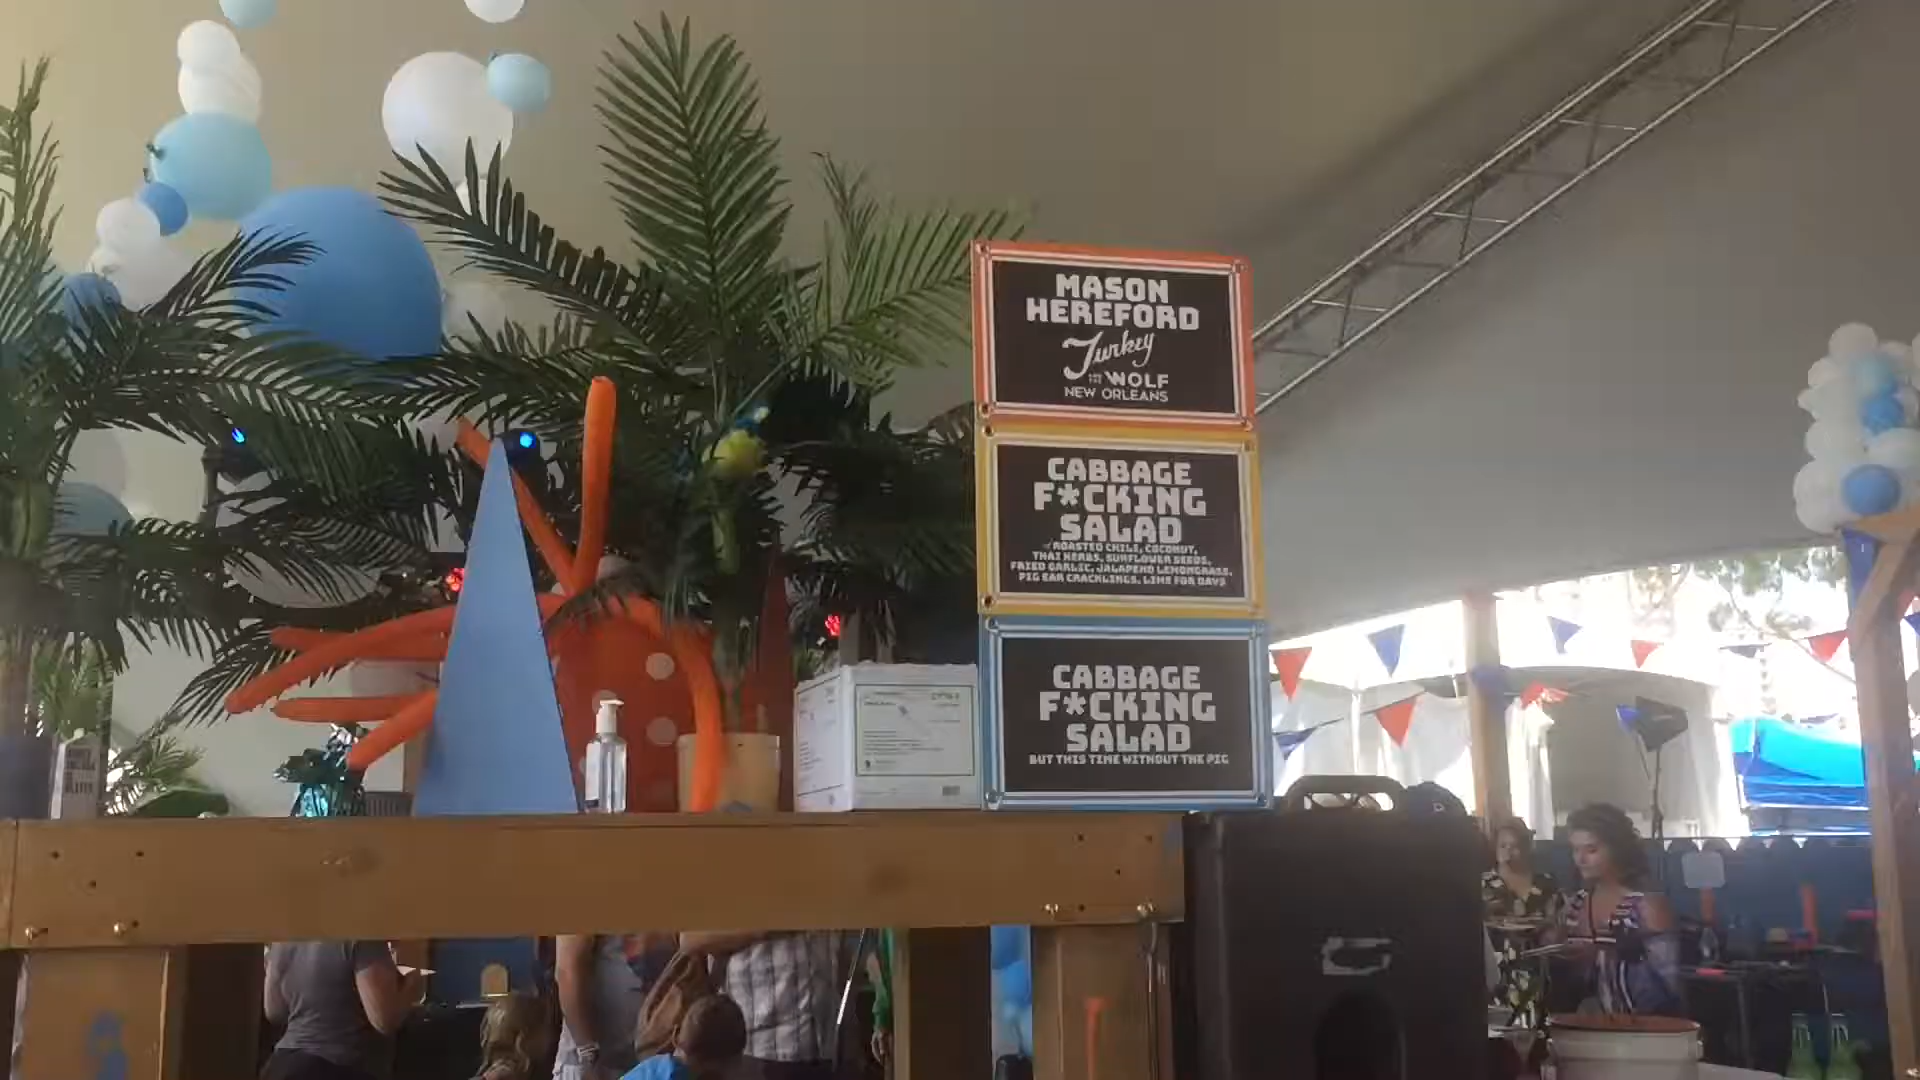 MASON
HEREFORD
Turkey
AND THE WOLF
NEW ORLEANS
CABBAGE
F*CKING
SALAD
ROASTED CHILI, COCONUT,
THAI HERBS, SUNFLOWER SEEDS,
FRIED GARLIC, JALAPENO LEMONGRASS,
PIG EAR CRACKLINGS, LIME FOR DAYS
CABBAGE
F*CKING
SALAD
BUT THIS TIME WITHOUT THE PIG